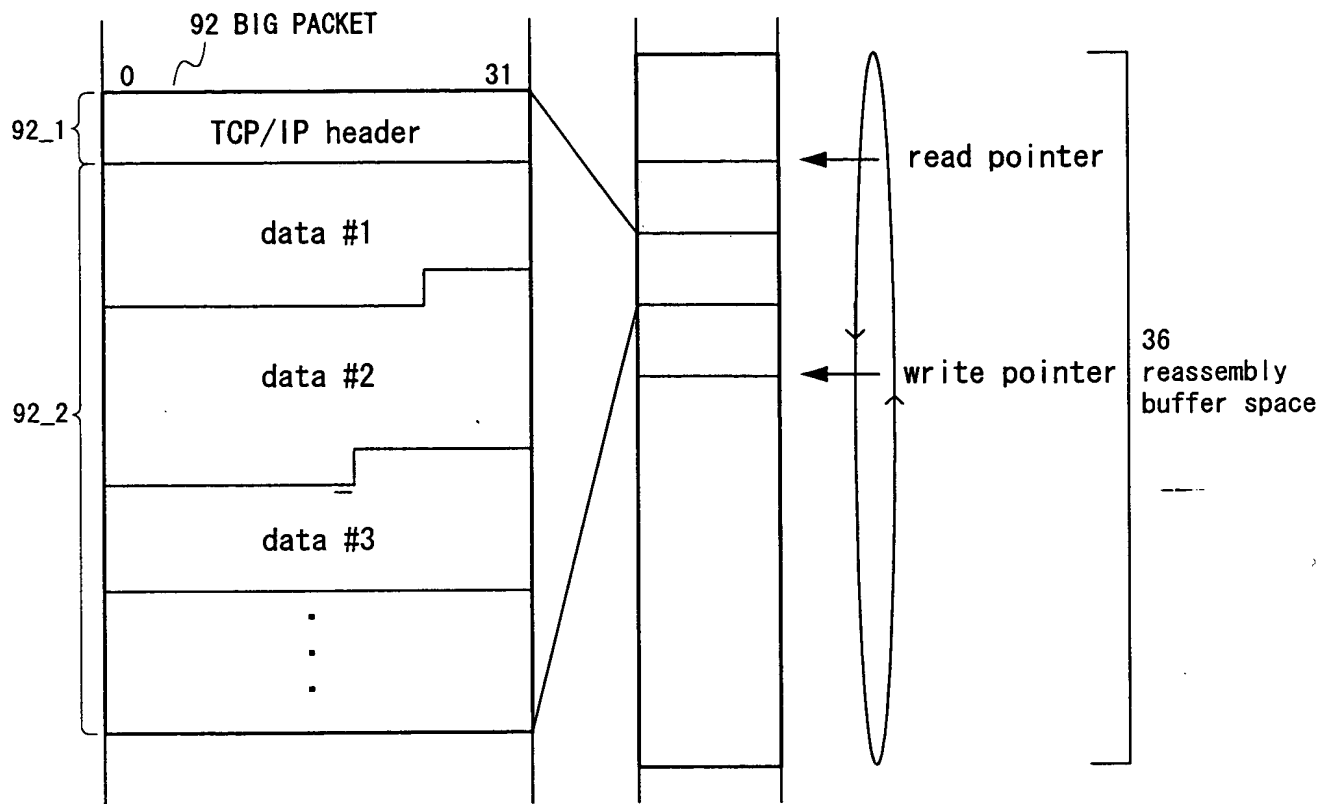 92 BIG PACKET
0
31
92_1
TCP/IP header
data #1
data #2
92_2
data #3
read pointer
write pointer
36
reassembly
buffer space